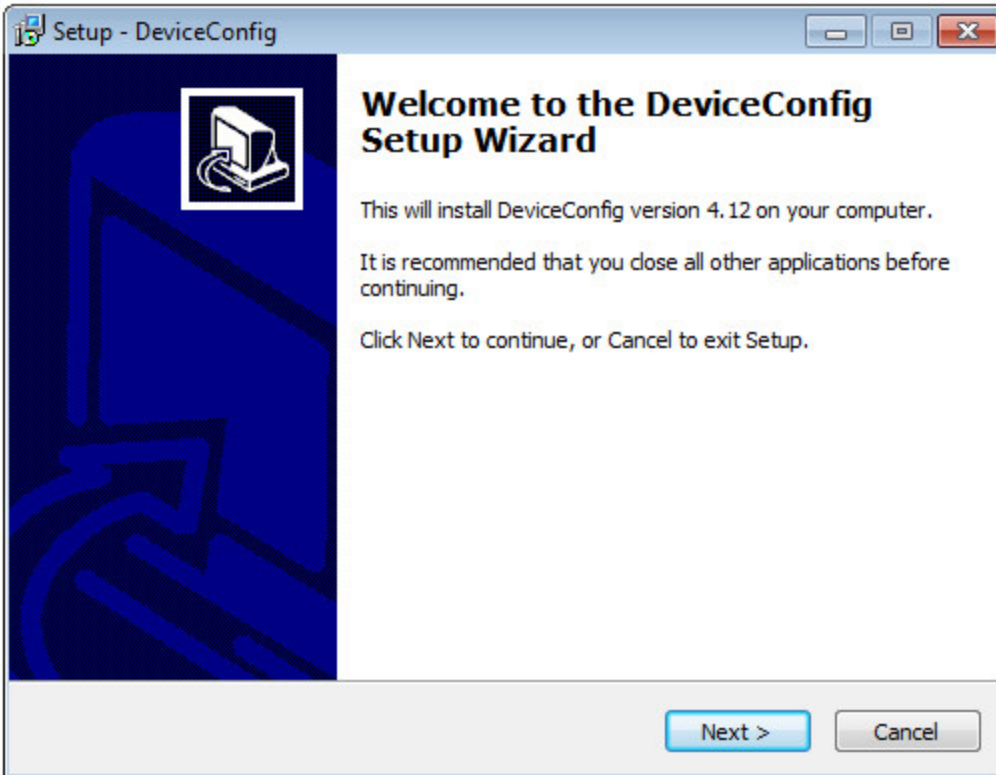 Setup - DeviceConfig
Welcome to the DeviceConfig
Setup Wizard
This will install DeviceConfig version 4.12 on your computer.
It is recommended that you close all other applications before
continuing.
Click Next to continue, or Cancel to exit Setup.
Next >
Cancel